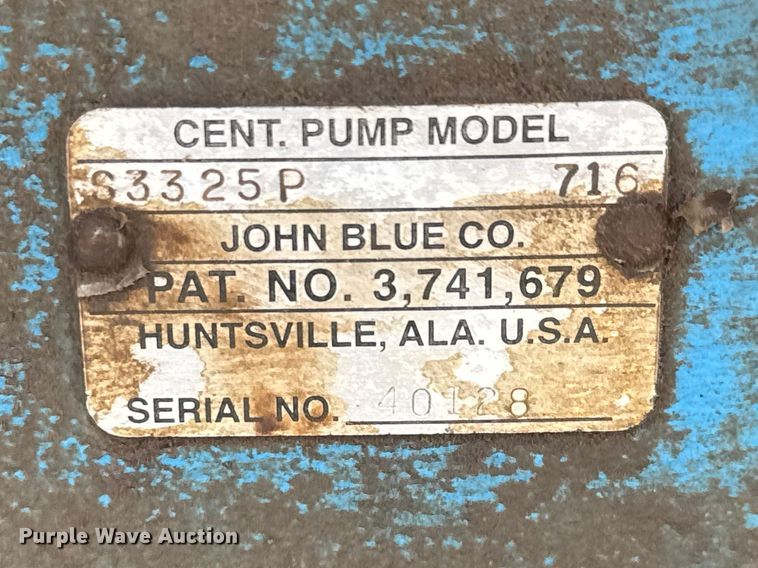 CENT. PUMP MODEL
S3325P 716
JOHN BLUE CO.
PAT. NO. 3,741,679
HUNTSVILLE, ALA. U.S.A.
SERIAL NO. 40128
Purple Wave Auction